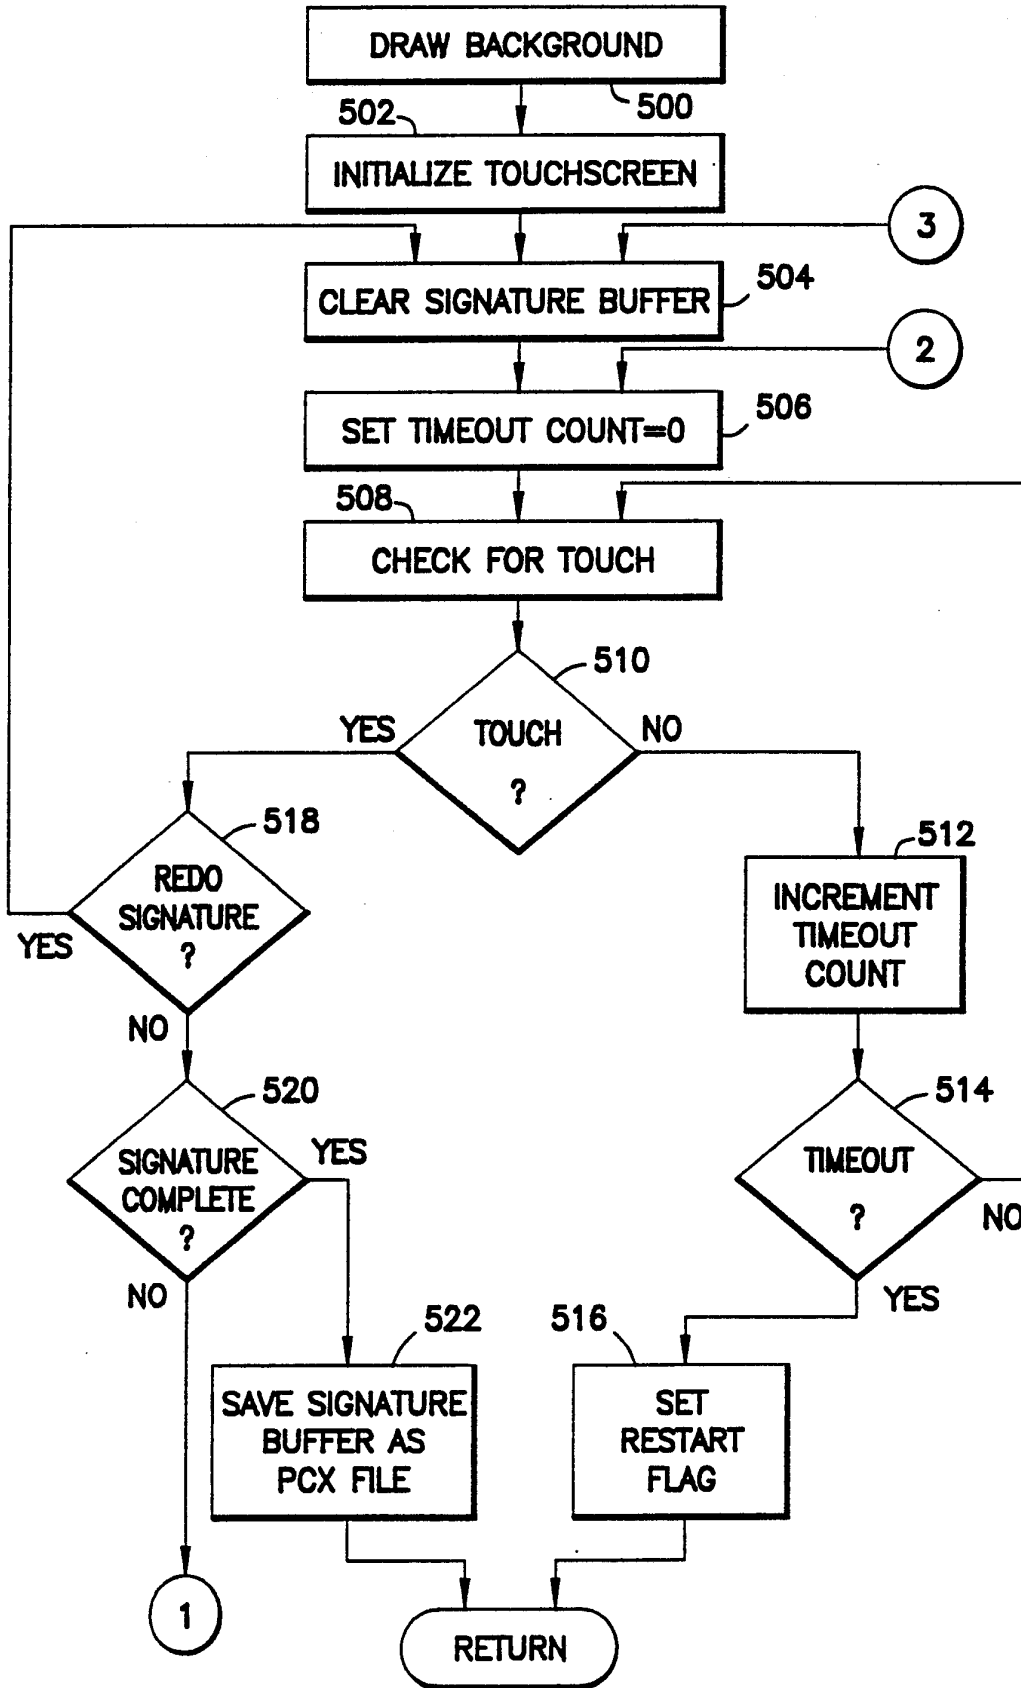 DRAW BACKGROUND
500
502
INITIALIZE TOUCHSCREEN
3
504
CLEAR SIGNATURE BUFFER
2
506
SET TIMEOUT COUNT=0
508
CHECK FOR TOUCH
510
YES
TOUCH
?
NO
518
REDO
SIGNATURE
?
YES
NO
512
INCREMENT
TIMEOUT
COUNT
520
SIGNATURE
COMPLETE
?
YES
NO
514
TIMEOUT
?
NO
YES
522
SAVE SIGNATURE
BUFFER AS
PCX FILE
516
SET
RESTART
FLAG
1
RETURN